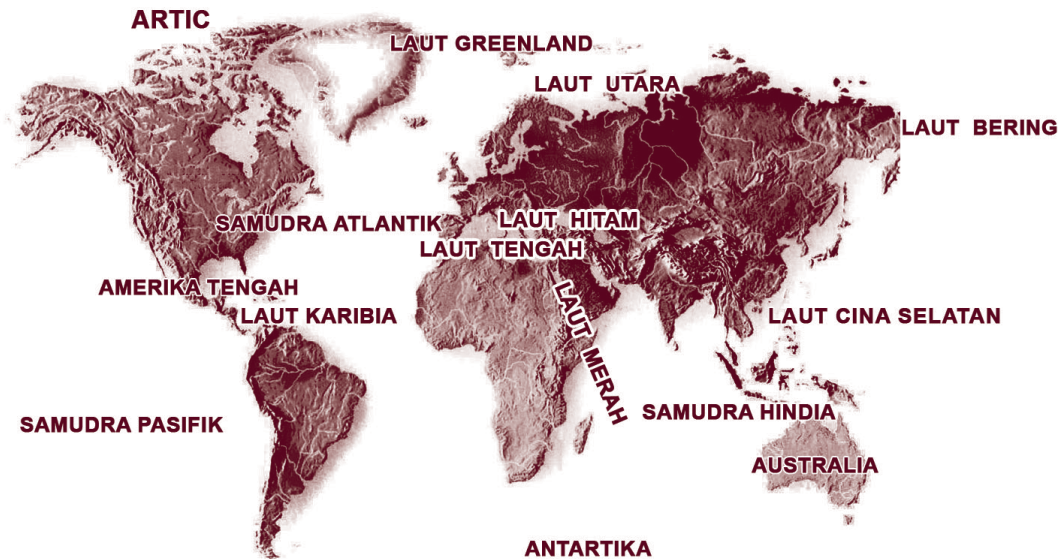 ARTIC
LAUT GREENLAND
LAUT UTARA
LAUT BERING
SAMUDRA ATLANTIK
LAUT HITAM
LAUT TENGAH
AMERIKA TENGAH
LAUT KARIBIA
LAUT MERAH
LAUT CINA SELATAN
SAMUDRA PASIFIK
SAMUDRA HINDIA
AUSTRALIA
ANTARTIKA